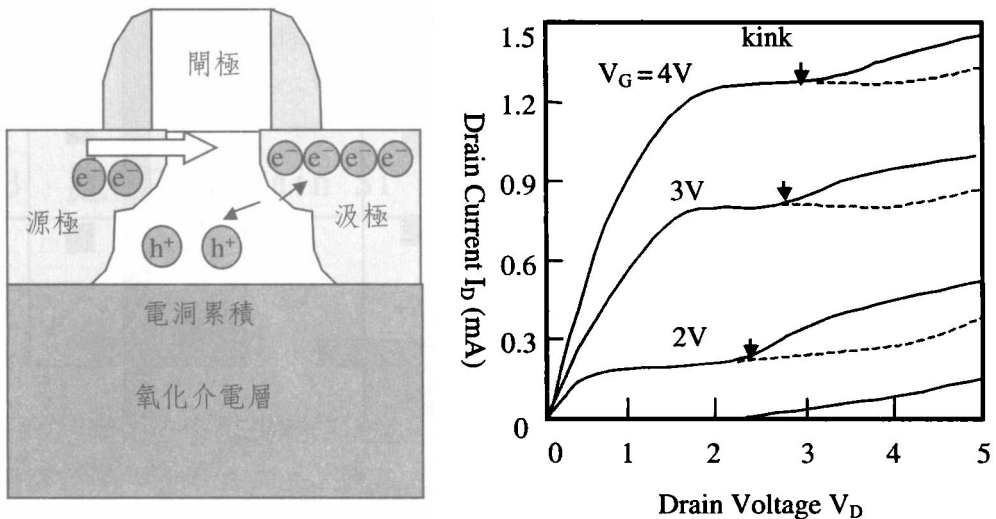 閘極
e⁻ e⁻
e⁻ e⁻ e⁻ e⁻
源極
汲極
h⁺ h⁺
電洞累積
氧化介電層
kink
V_G = 4V
3V
2V
1.5
1.2
0.9
0.6
0.3
0
0 1 2 3 4 5
Drain Current I_D (mA)
Drain Voltage V_D